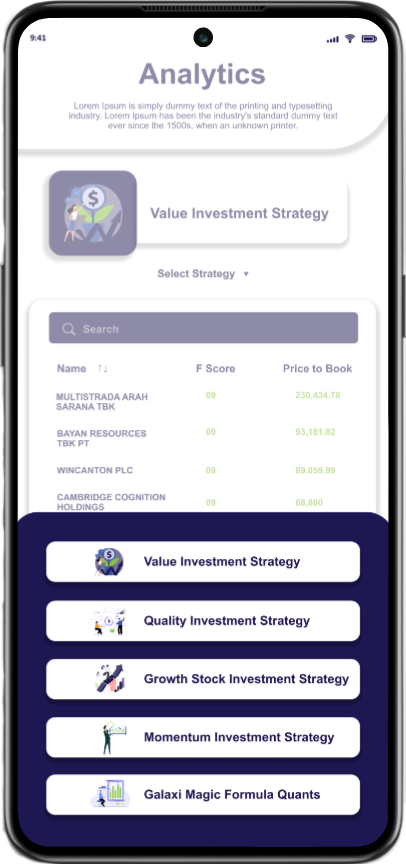 9:41
Analytics
Lorem Ipsum is simply dummy text of the printing and typesetting
industry. Lorem Ipsum has been the industry's standard dummy text
ever since the 1500s, when an unknown printer.
$
Value Investment Strategy
Select Strategy ▼
Search
Name ↑↓ F Score Price to Book
MULTISTRADA ARAH 09 230,434.78
SARANA TBK
BAYAN RESOURCES 09 93,181.82
TBK PT
WINCANTON PLC 09 89,059.99
CAMBRIDGE COGNITION 09 68,800
HOLDINGS
$
Value Investment Strategy
Quality Investment Strategy
Growth Stock Investment Strategy
Momentum Investment Strategy
Galaxi Magic Formula Quants